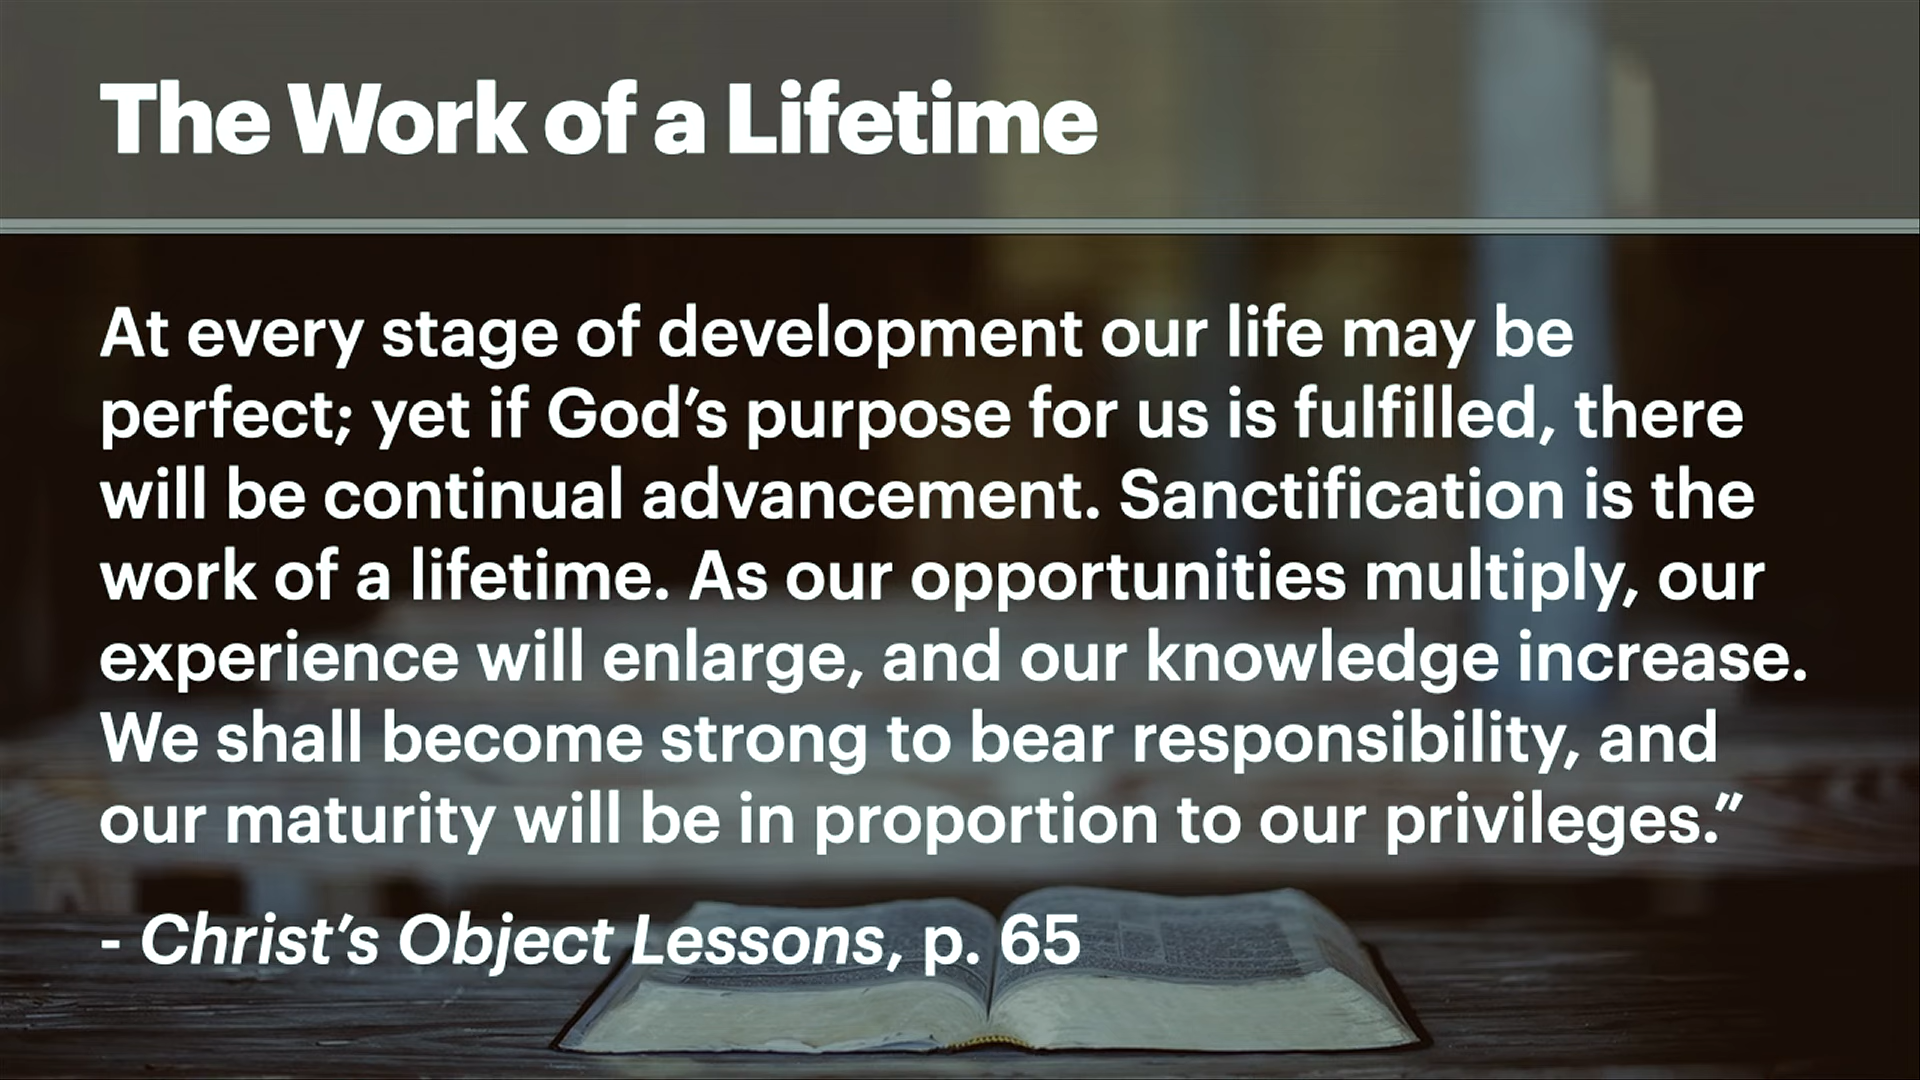 The Work of a Lifetime
At every stage of development our life may be
perfect; yet if God’s purpose for us is fulfilled, there
will be continual advancement. Sanctification is the
work of a lifetime. As our opportunities multiply, our
experience will enlarge, and our knowledge increase.
We shall become strong to bear responsibility, and
our maturity will be in proportion to our privileges.”
- Christ’s Object Lessons, p. 65